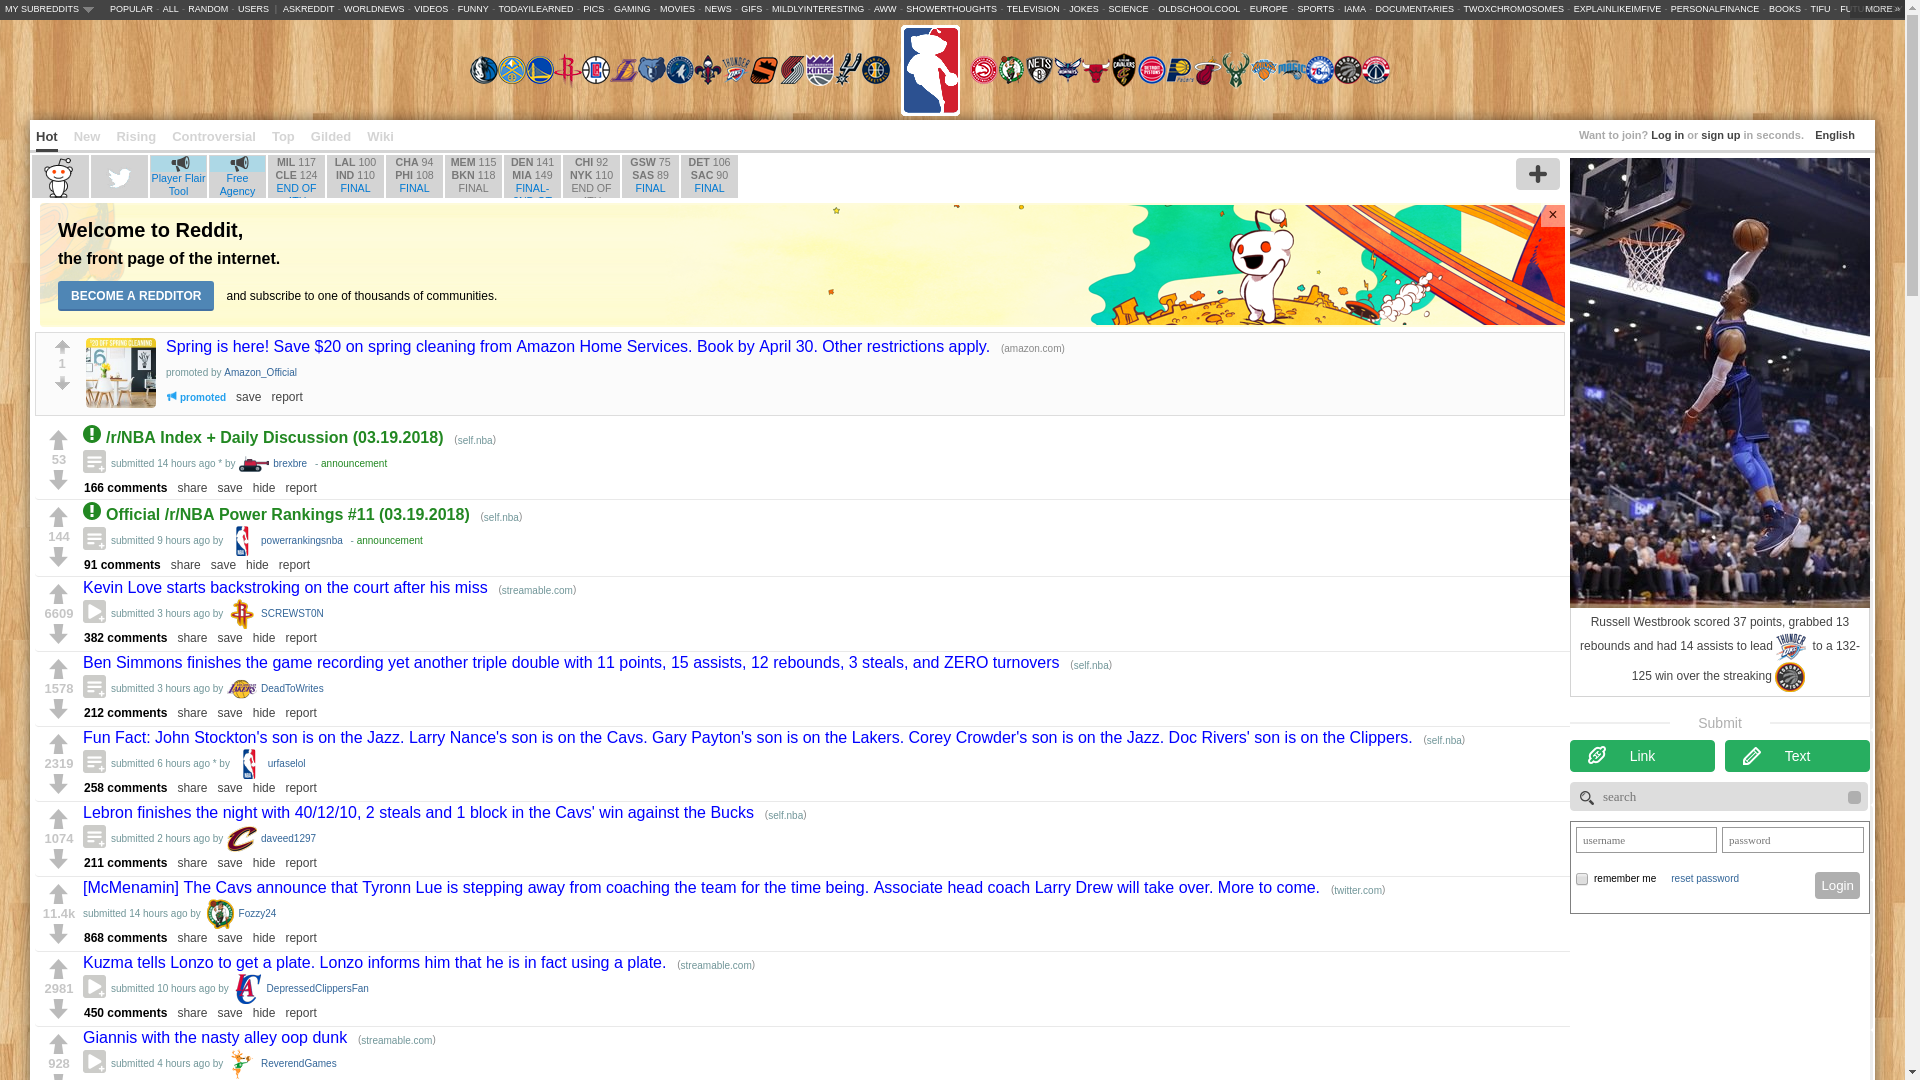 MY SUBREDDITS POPULAR - ALL - RANDOM - USERS | ASKREDDIT - WORLDNEWS - VIDEOS - FUNNY - TODAYILEARNED - PICS - GAMING - MOVIES - NEWS - GIFS - MILDLYINTERESTING - AWW - SHOWERTHOUGHTS - TELEVISION - JOKES - SCIENCE - OLDSCHOOLCOOL - EUROPE - SPORTS - IAMA - DOCUMENTARIES - TWOXCHROMOSOMES - EXPLAINLIKEIMFIVE - PERSONALFINANCE - BOOKS - TIFU - MORE »
Hot New Rising Controversial Top Gilded Wiki
Want to join? Log in or sign up in seconds. English
Player Flair Tool
Free Agency
MIL 117
CLE 124
END OF
LAL 100
IND 110
FINAL
CHA 94
PHI 108
FINAL
MEM 115
BKN 118
FINAL
DEN 141
MIA 149
FINAL-
CHI 92
NYK 110
END OF
GSW 75
SAS 89
FINAL
DET 106
SAC 90
FINAL
Welcome to Reddit,
the front page of the internet.
BECOME A REDDITOR and subscribe to one of thousands of communities.
×
Spring is here! Save $20 on spring cleaning from Amazon Home Services. Book by April 30. Other restrictions apply. (amazon.com)
1
promoted by Amazon_Official
promoted save report
/r/NBA Index + Daily Discussion (03.19.2018) (self.nba)
53
submitted 14 hours ago * by brexbre - announcement
166 comments share save hide report
Official /r/NBA Power Rankings #11 (03.19.2018) (self.nba)
144
submitted 9 hours ago by powerrankingsnba - announcement
91 comments share save hide report
Kevin Love starts backstroking on the court after his miss (streamable.com)
6609
submitted 3 hours ago by SCREWST0N
382 comments share save hide report
Ben Simmons finishes the game recording yet another triple double with 11 points, 15 assists, 12 rebounds, 3 steals, and ZERO turnovers (self.nba)
1578
submitted 3 hours ago by DeadToWrites
212 comments share save hide report
Fun Fact: John Stockton's son is on the Jazz. Larry Nance's son is on the Cavs. Gary Payton's son is on the Lakers. Corey Crowder's son is on the Jazz. Doc Rivers' son is on the Clippers. (self.nba)
2319
submitted 6 hours ago * by urfaselol
258 comments share save hide report
Lebron finishes the night with 40/12/10, 2 steals and 1 block in the Cavs' win against the Bucks (self.nba)
1074
submitted 2 hours ago by daveed1297
211 comments share save hide report
[McMenamin] The Cavs announce that Tyronn Lue is stepping away from coaching the team for the time being. Associate head coach Larry Drew will take over. More to come. (twitter.com)
11.4k
submitted 14 hours ago by Fozzy24
868 comments share save hide report
Kuzma tells Lonzo to get a plate. Lonzo informs him that he is in fact using a plate. (streamable.com)
2981
submitted 10 hours ago by DepressedClippersFan
450 comments share save hide report
Giannis with the nasty alley oop dunk (streamable.com)
928
submitted 4 hours ago by ReverendGames
Russell Westbrook scored 37 points, grabbed 13
rebounds and had 14 assists to lead to a 132-
125 win over the streaking
Submit
Link Text
search
username password
remember me reset password
Login